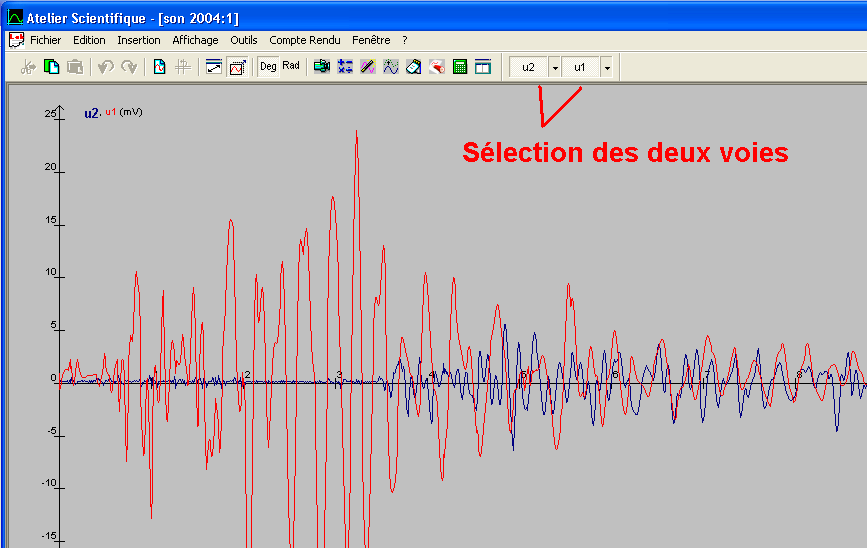 Atelier Scientifique - [son 2004:1]
Fichier Edition Insertion Affichage Outils Compte Rendu Fenêtre ?
Deg Rad u2 u1
Sélection des deux voies
u2, u1 (mV)
25
20
15
10
5
0
2 3 4 5 6 7 8
-5
-10
-15